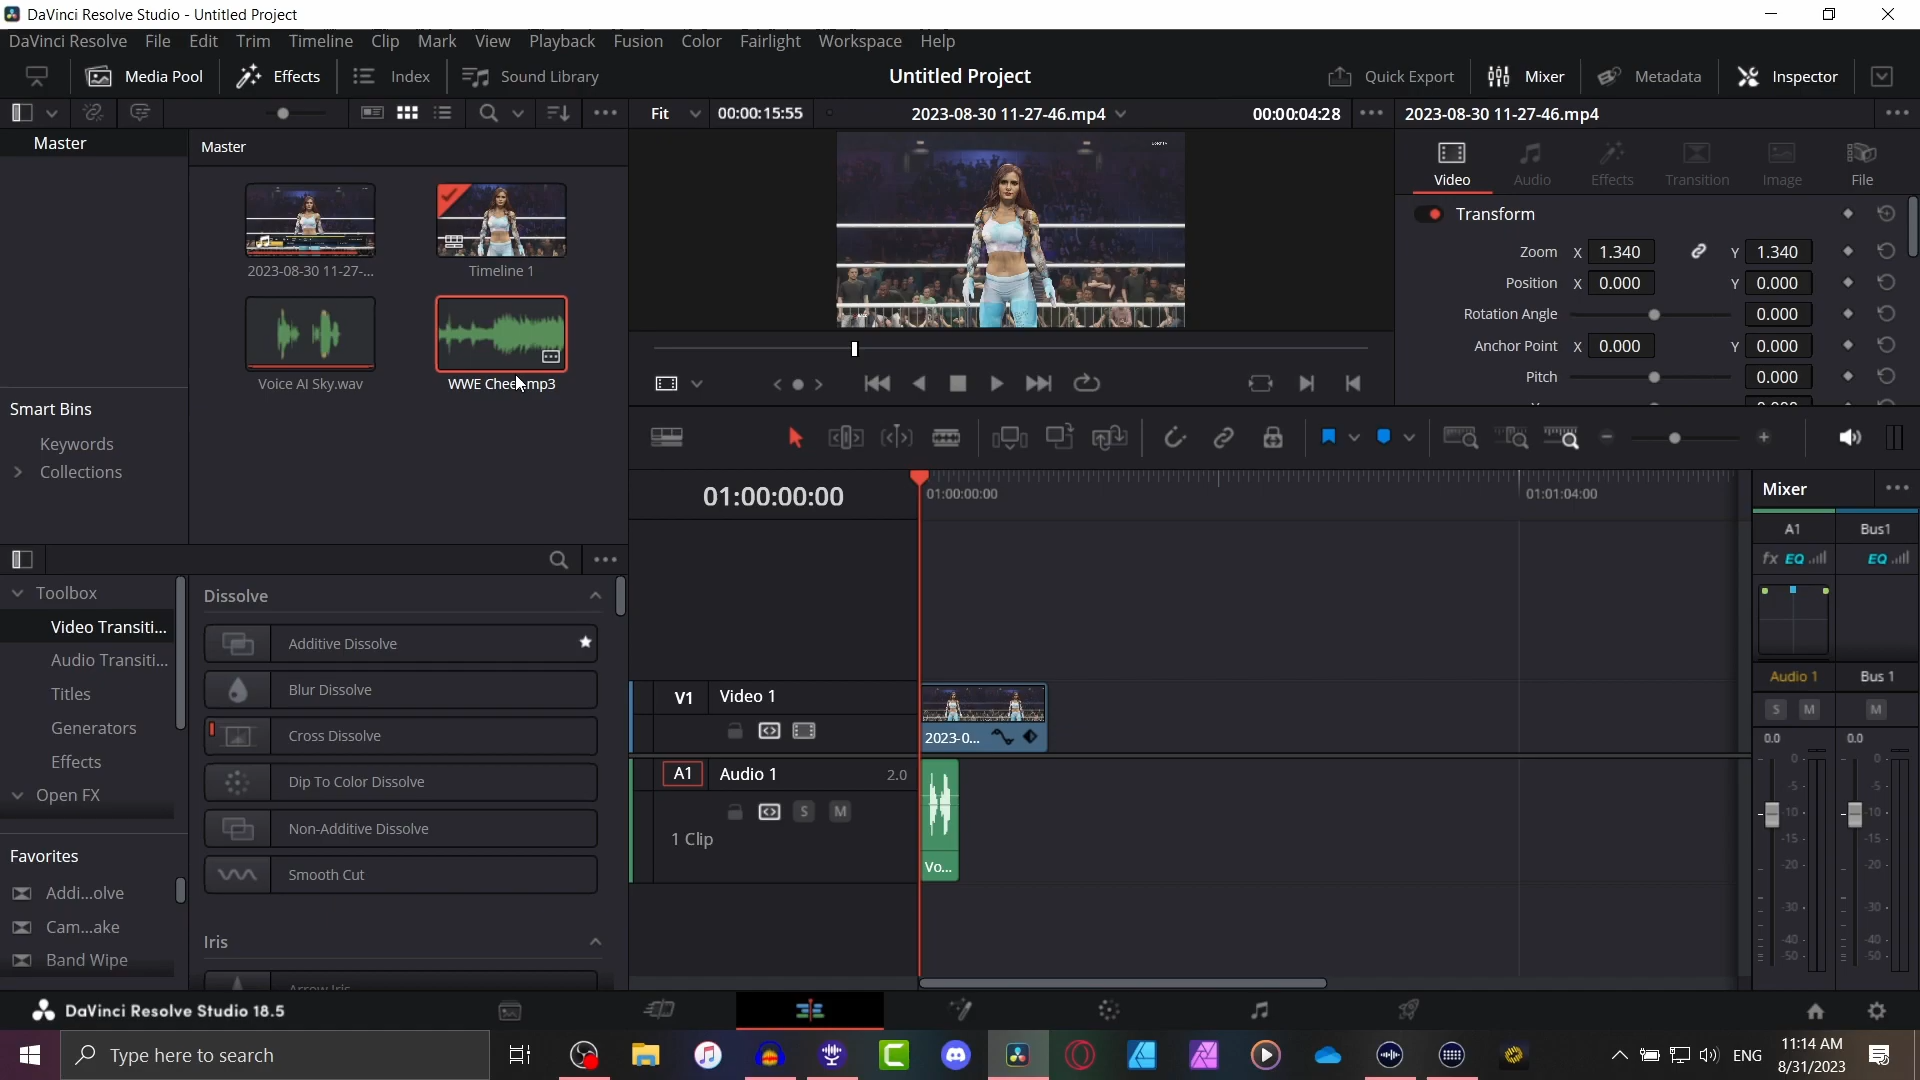 DaVinci Resolve Studio - Untitled Project
DaVinci Resolve File Edit Trim Timeline Clip Mark View Playback Fusion Color Fairlight Workspace Help
Media Pool Effects Index Sound Library Untitled Project Quick Export Mixer Metadata Inspector
Fit 00:00:15:55 2023-08-30 11-27-46.mp4 00:00:04:28 2023-08-30 11-27-46.mp4
Master
Master
Video Audio Effects Transition Image File
Transform
Zoom X 1.340 Y 1.340
2023-08-30 11-27-... Timeline 1
Position X 0.000 Y 0.000
Rotation Angle 0.000
Anchor Point X 0.000 Y 0.000
Pitch 0.000
Voice AI Sky.wav
Smart Bins
Keywords
Collections
01:00:00:00
01:00:00:00 01:01:04:00
Mixer
A1 Bus1
fx EQ EQ
Toolbox
Video Transiti...
Audio Transiti...
Titles
Generators
Effects
Open FX
Favorites
Addi...olve
Cam...ake
Band Wipe
Dissolve
Additive Dissolve
Blur Dissolve
Cross Dissolve
Dip To Color Dissolve
Non-Additive Dissolve
Smooth Cut
Iris
V1 Video 1
2023-0...
A1 Audio 1 2.0
S M
1 Clip
Vo...
Audio 1 Bus 1
S M M
0.0 0.0
0 0
-5 -5
-10 -10
-15 -15
-20 -20
-30 -30
-40 -40
-50 -50
DaVinci Resolve Studio 18.5
Type here to search
ENG
11:14 AM
8/31/2023